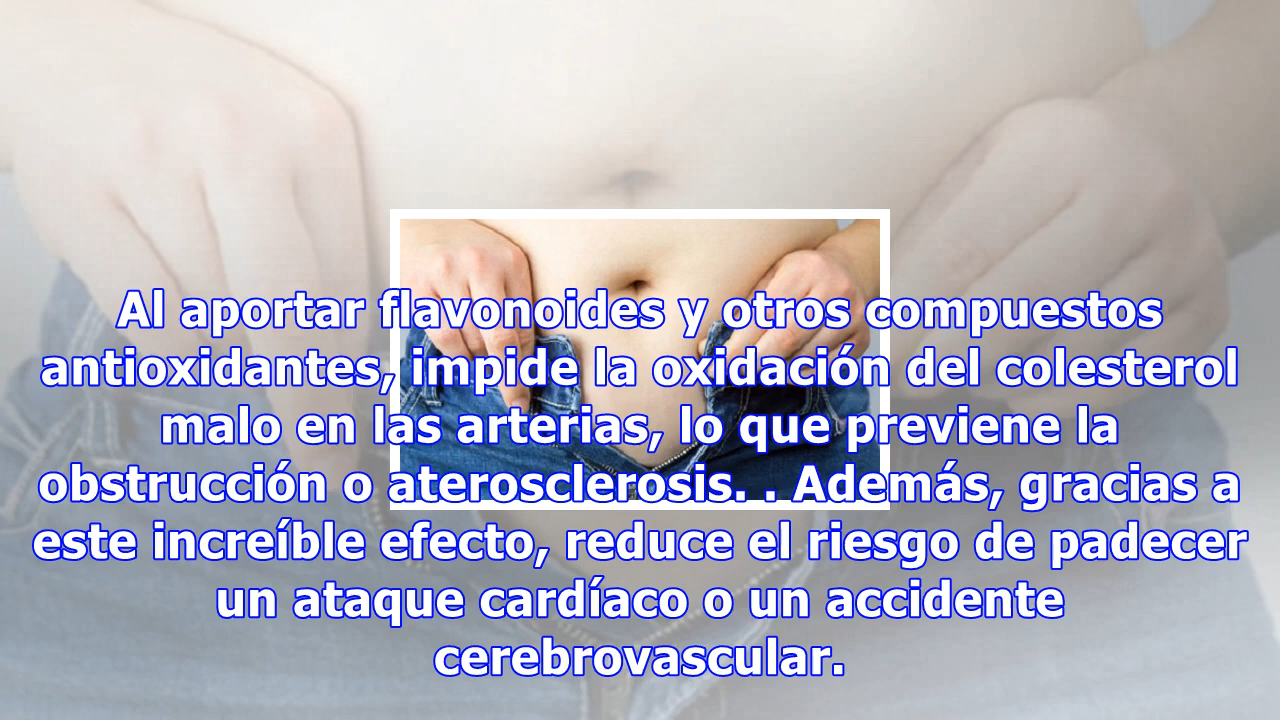 Al aportar flavonoides y otros compuestos
antioxidantes, impide la oxidación del colesterol
malo en las arterias, lo que previene la
obstrucción o aterosclerosis. . Además, gracias a
este increíble efecto, reduce el riesgo de padecer
un ataque cardíaco o un accidente
cerebrovascular.